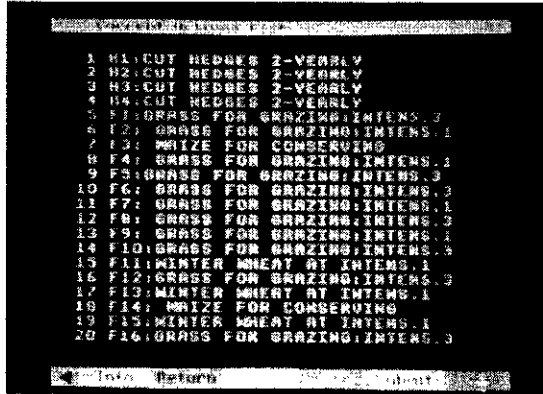 1 H1:CUT HEDGES 2-YEARLY
2 H2:CUT HEDGES 2-YEARLY
3 H3:CUT HEDGES 2-YEARLY
4 H4:CUT HEDGES 2-YEARLY
5 F1:GRASS FOR GRAZING:INTENS.3
6 F2: GRASS FOR GRAZING:INTENS.1
7 F3: MAIZE FOR CONSERVING
8 F4: GRASS FOR GRAZING:INTENS.1
9 F5:GRASS FOR GRAZING:INTENS.3
10 F6: GRASS FOR GRAZING:INTENS.3
11 F7: GRASS FOR GRAZING:INTENS.1
12 F8: GRASS FOR GRAZING:INTENS.3
13 F9: GRASS FOR GRAZING:INTENS.1
14 F10:GRASS FOR GRAZING:INTENS.3
15 F11:WINTER WHEAT AT INTENS.1
16 F12:GRASS FOR GRAZING:INTENS.3
17 F13:WINTER WHEAT AT INTENS.1
18 F14: MAIZE FOR CONSERVING
19 F15:WINTER WHEAT AT INTENS.1
20 F16:GRASS FOR GRAZING:INTENS.3
Info Return